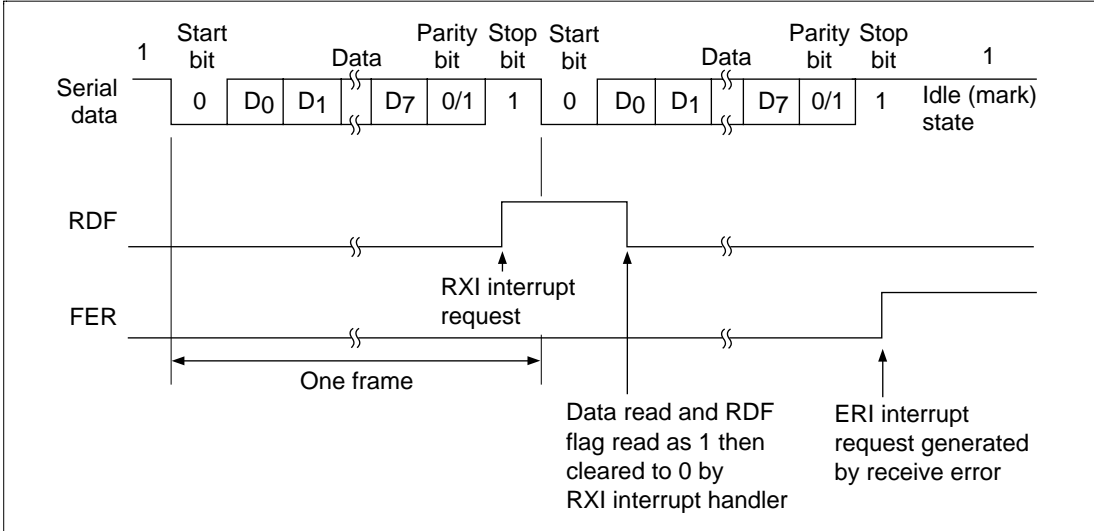 1 Start bit Data Parity bit Stop bit Start bit Data Parity bit Stop bit 1
Serial data 0 D0 D1 D7 0/1 1 0 D0 D1 D7 0/1 1 Idle (mark) state
RDF
RXI interrupt
request
FER
One frame
Data read and RDF
flag read as 1 then
cleared to 0 by
RXI interrupt handler
ERI interrupt
request generated
by receive error